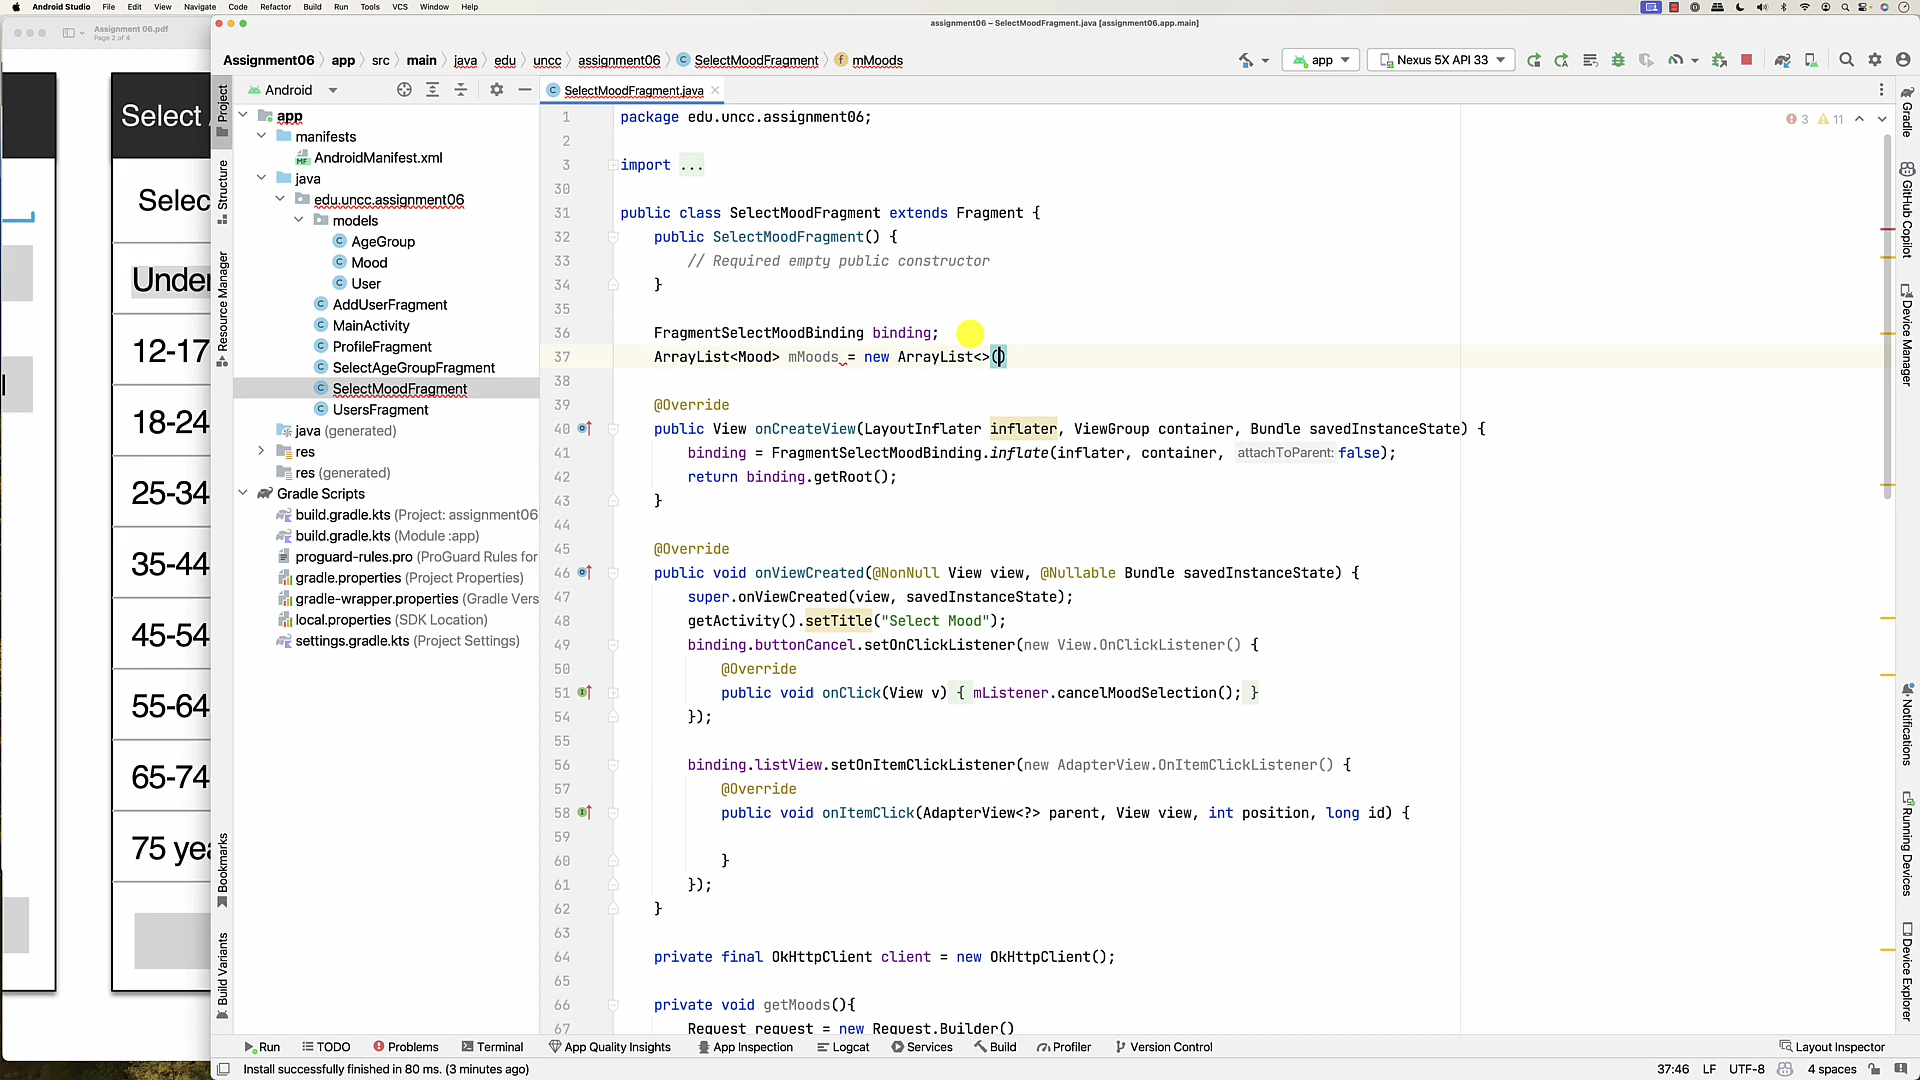 Android Studio File Edit View Navigate Code Refactor Build Run Tools VCS Window Help
Assignment 06.pdf
Page 2 of 4
assignment06 – SelectMoodFragment.java [assignment06.app.main]
Assignment06 app src main java edu uncc assignment06 SelectMoodFragment mMoods
app Nexus 5X API 33
Android
SelectMoodFragment.java
Select
Selec
Under
12-17
18-24
25-34
35-44
45-54
55-64
65-74
75 yea
Project
Structure
Resource Manager
Bookmarks
Build Variants
app
manifests
AndroidManifest.xml
java
edu.uncc.assignment06
models
AgeGroup
Mood
User
AddUserFragment
MainActivity
ProfileFragment
SelectAgeGroupFragment
SelectMoodFragment
UsersFragment
java (generated)
res
res (generated)
Gradle Scripts
build.gradle.kts (Project: assignment06
build.gradle.kts (Module :app)
proguard-rules.pro (ProGuard Rules for
gradle.properties (Project Properties)
gradle-wrapper.properties (Gradle Vers
local.properties (SDK Location)
settings.gradle.kts (Project Settings)
3 11
1 package edu.uncc.assignment06;
2
3 import ...
30
31 public class SelectMoodFragment extends Fragment {
32 public SelectMoodFragment() {
33 // Required empty public constructor
34 }
35
36 FragmentSelectMoodBinding binding;
37 ArrayList<Mood> mMoods = new ArrayList<>()
38
39 @Override
40 public View onCreateView(LayoutInflater inflater, ViewGroup container, Bundle savedInstanceState) {
41 binding = FragmentSelectMoodBinding.inflate(inflater, container, attachToParent: false);
42 return binding.getRoot();
43 }
44
45 @Override
46 public void onViewCreated(@NonNull View view, @Nullable Bundle savedInstanceState) {
47 super.onViewCreated(view, savedInstanceState);
48 getActivity().setTitle("Select Mood");
49 binding.buttonCancel.setOnClickListener(new View.OnClickListener() {
50 @Override
51 public void onClick(View v) { mListener.cancelMoodSelection(); }
54 });
55
56 binding.listView.setOnItemClickListener(new AdapterView.OnItemClickListener() {
57 @Override
58 public void onItemClick(AdapterView<?> parent, View view, int position, long id) {
59
60 }
61 });
62 }
63
64 private final OkHttpClient client = new OkHttpClient();
65
66 private void getMoods(){
67 Request request = new Request.Builder()
Gradle
GitHub Copilot
Device Manager
Notifications
Running Devices
Device Explorer
Run TODO Problems Terminal App Quality Insights App Inspection Logcat Services Build Profiler Version Control Layout Inspector
Install successfully finished in 80 ms. (3 minutes ago) 37:46 LF UTF-8 4 spaces